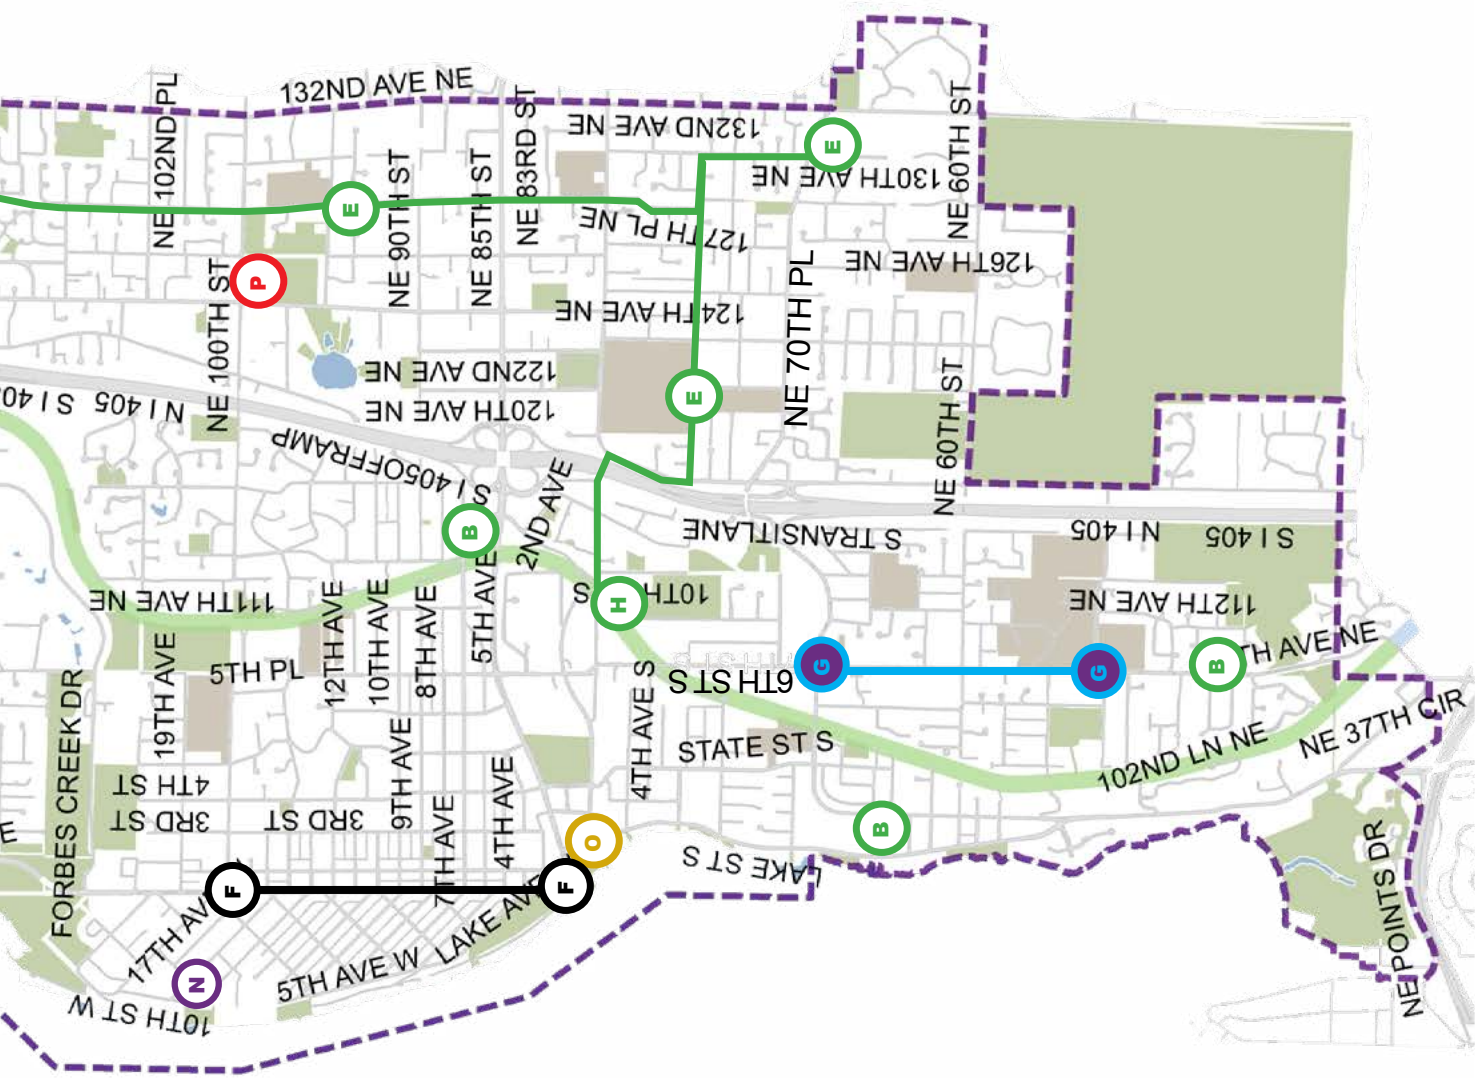 132ND AVE NE
NE 102ND PL
NE 83RD ST
132ND AVE NE
E
NE 60TH ST
130TH AVE NE
NE 90TH ST
NE 85TH ST
E
127TH PL NE
126TH AVE NE
P
NE 100TH ST
124TH AVE NE
NE 70TH PL
122ND AVE NE
120TH AVE NE
E
NE 60TH ST
S I 405
N I 405
S I 405OFFRAMP
2ND AVE
B
S TRANSITLANE
N I 405
S I 405
111TH AVE NE
H
10TH
S
112TH AVE NE
5TH AVE
12TH AVE
10TH AVE
8TH AVE
19TH AVE
5TH PL
6TH ST S
G
G
B
TH AVE NE
4TH AVE S
STATE ST S
102ND LN NE
NE 37TH CIR
FORBES CREEK DR
4TH ST
3RD ST
3RD ST
9TH AVE
7TH AVE
4TH AVE
O
B
LAKE ST S
E
F
F
17TH AVE
LAKE AVE
5TH AVE W
N
10TH ST W
NE POINTS DR